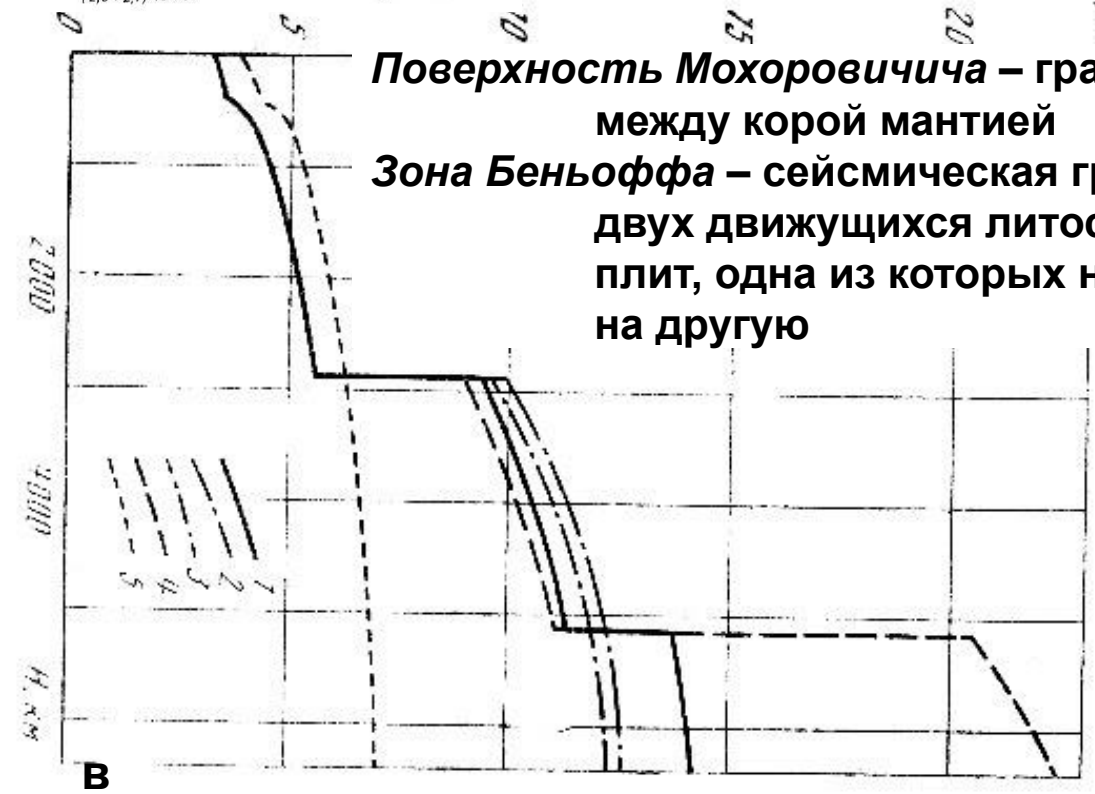 0 5 10 15 20
Поверхность Мохоровичича – гра
между корой мантией
Зона Беньоффа – сейсмическая г
двух движущихся литос
плит, одна из которых н
на другую
2000
4000
5 4 3 2 1
Н, км
в